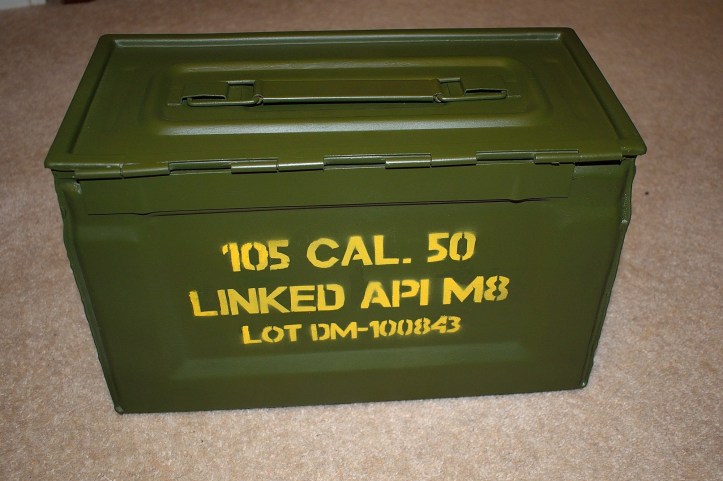 105 CAL. 50
LINKED API M8
LOT DM-100843